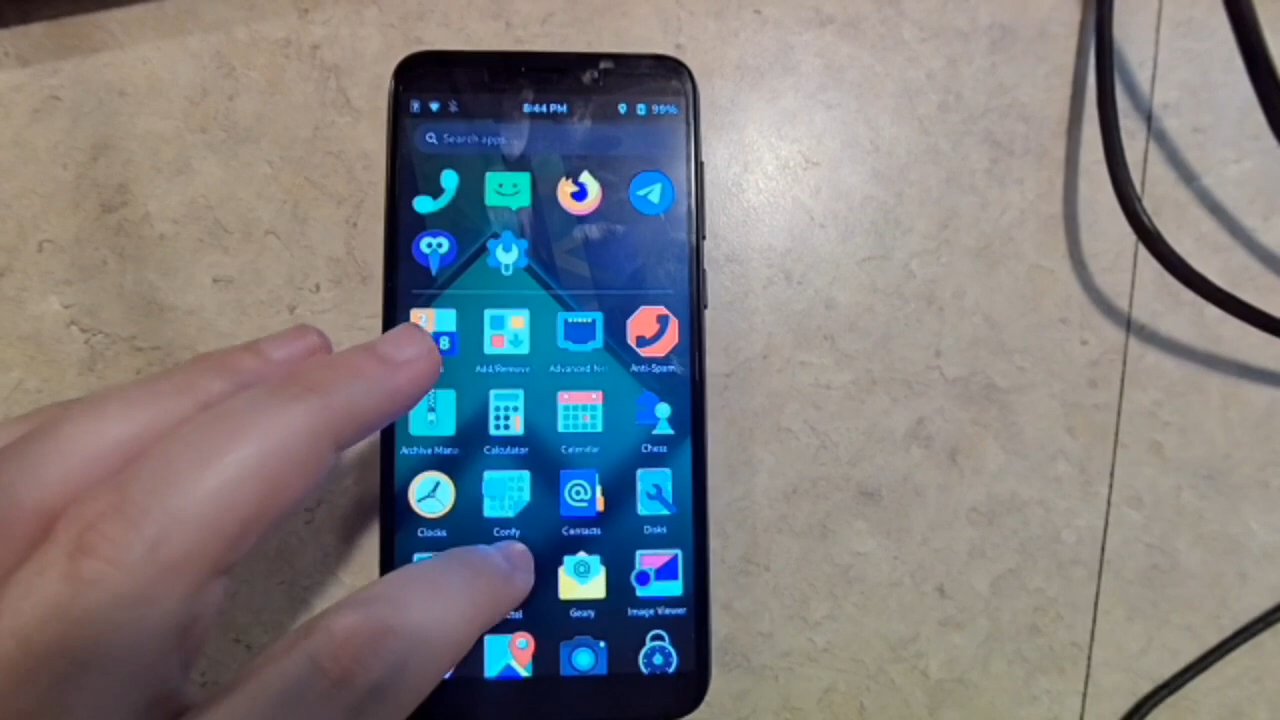 8:44 PM 99%
Search apps...
Add/Remove Advanced Ne Anti-Spam
Archive Mana Calculator Calendar Chess
Clocks Confy Contacts Disks
Geary Image Viewer